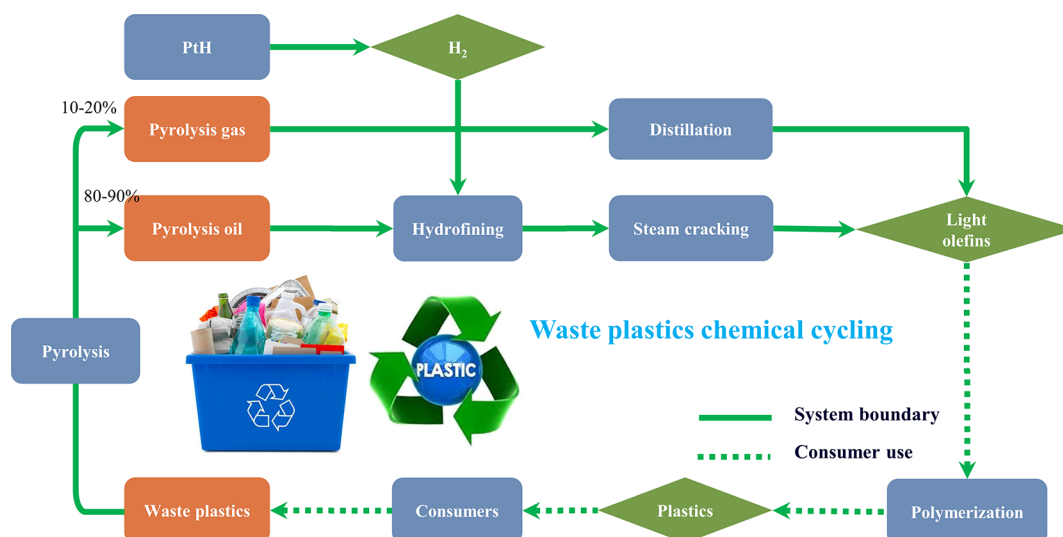 PtH
H₂
10-20%
Pyrolysis gas
Distillation
80-90%
Pyrolysis oil
Hydrofining
Steam cracking
Light
olefins
Pyrolysis
PLASTIC
Waste plastics chemical cycling
System boundary
Consumer use
Waste plastics
Consumers
Plastics
Polymerization